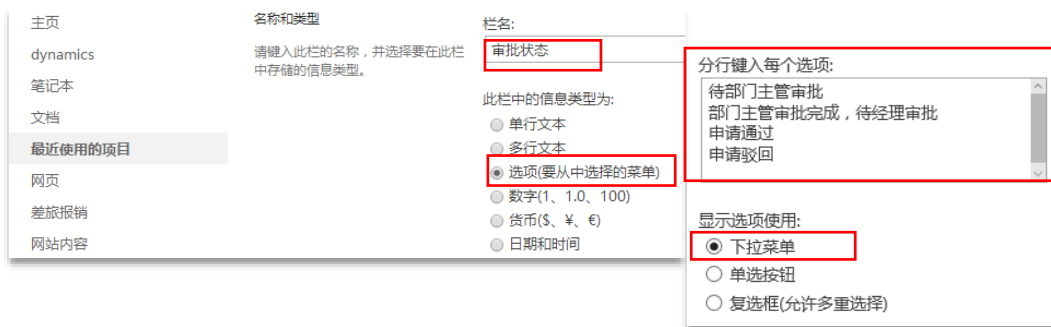 主页
dynamics
笔记本
文档
最近使用的项目
网页
差旅报销
网站内容
名称和类型
请键入此栏的名称，并选择要在此栏
中存储的信息类型。
栏名:
审批状态
此栏中的信息类型为:
单行文本
多行文本
选项(要从中选择的菜单)
数字(1、1.0、100)
货币($、¥、€)
日期和时间
分行键入每个选项:
待部门主管审批
部门主管审批完成，待经理审批
申请通过
申请驳回
显示选项使用:
下拉菜单
单选按钮
复选框(允许多重选择)